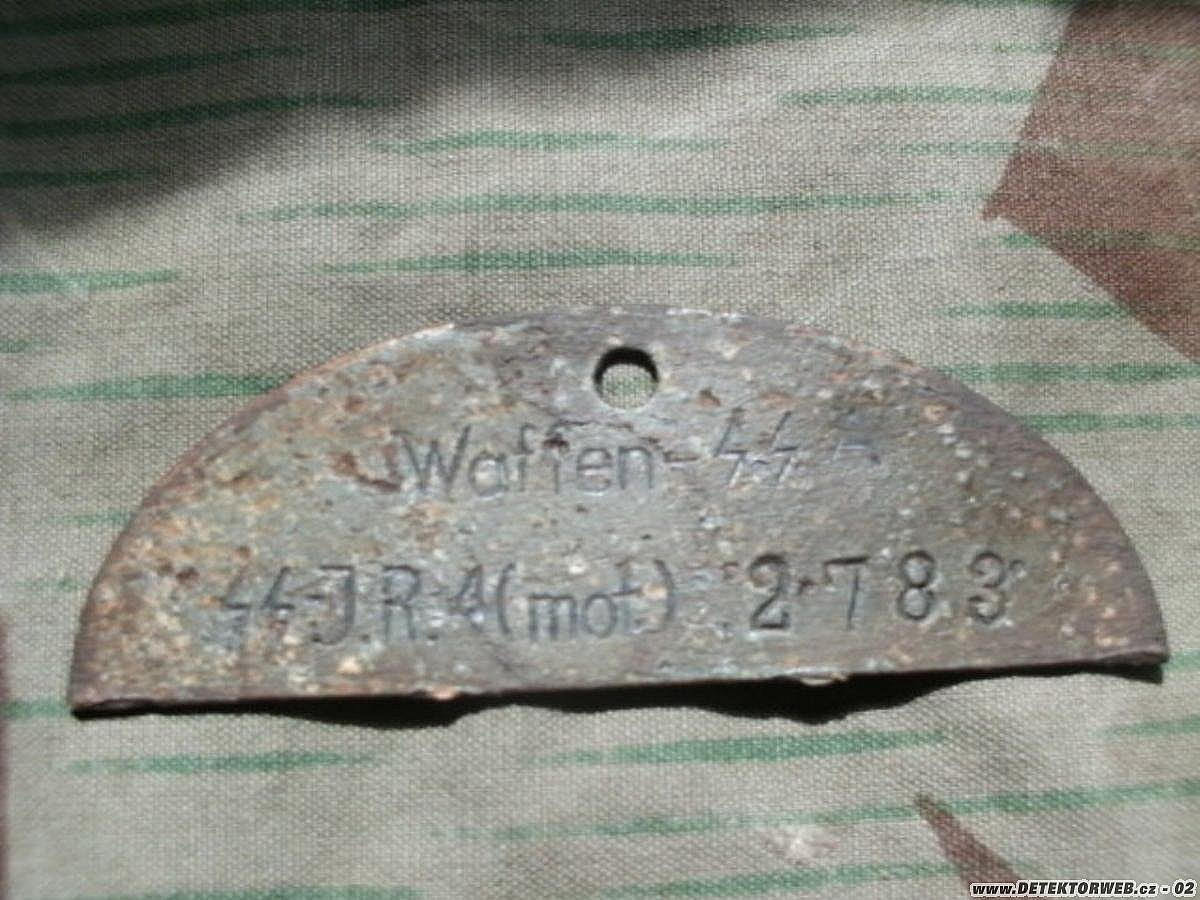 Waffen-ᛋᛋ A
ᛋᛋ-J.R.4(mot) 2783
www.DETEKTORWEB.cz - 02